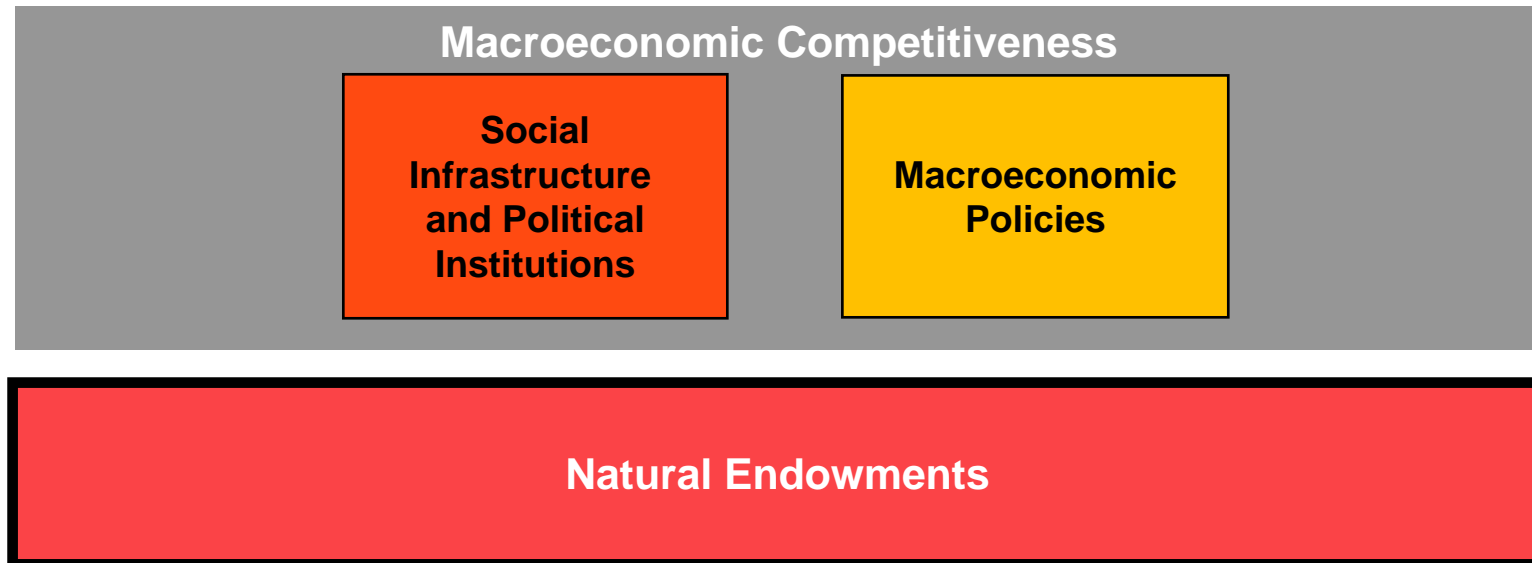 Macroeconomic Competitiveness
Social
Infrastructure
and Political
Institutions
Macroeconomic
Policies
Natural Endowments